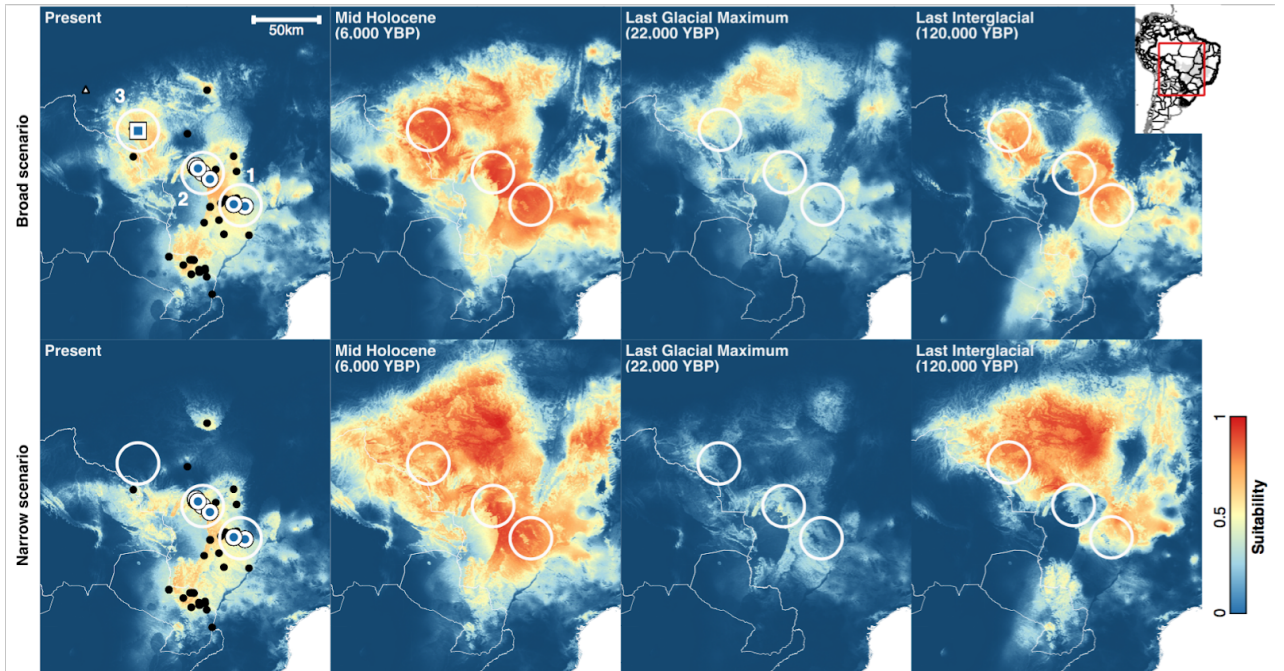 Present
50km
Mid Holocene
(6,000 YBP)
Last Glacial Maximum
(22,000 YBP)
Last Interglacial
(120.000 YBP)
3
1
2
Broad scenario
Present
Mid Holocene
(6,000 YBP)
Last Glacial Maximum
(22,000 YBP)
Last Interglacial
(120.000 YBP)
Narrow scenario
1
0.5
0
Suitability